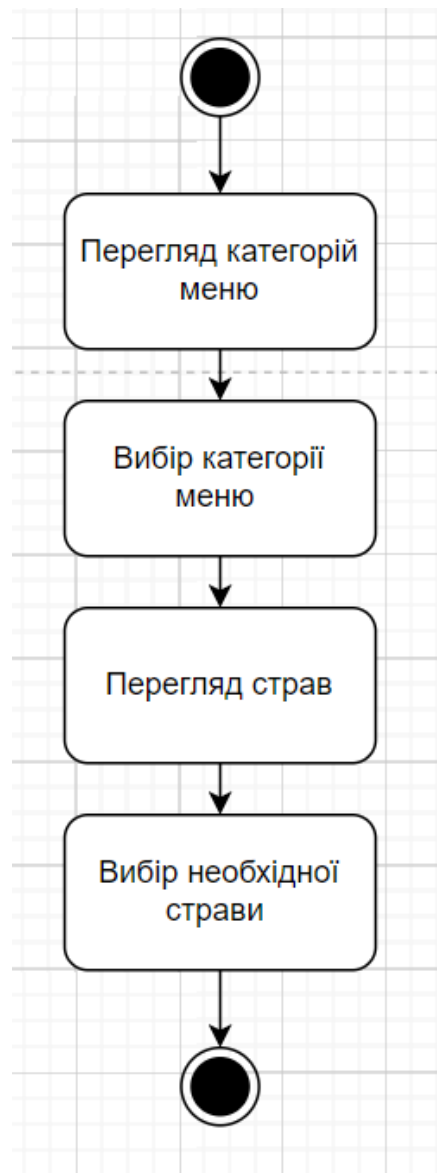 Перегляд категорій
меню
Вибір категорії
меню
Перегляд страв
Вибір необхідної
страви